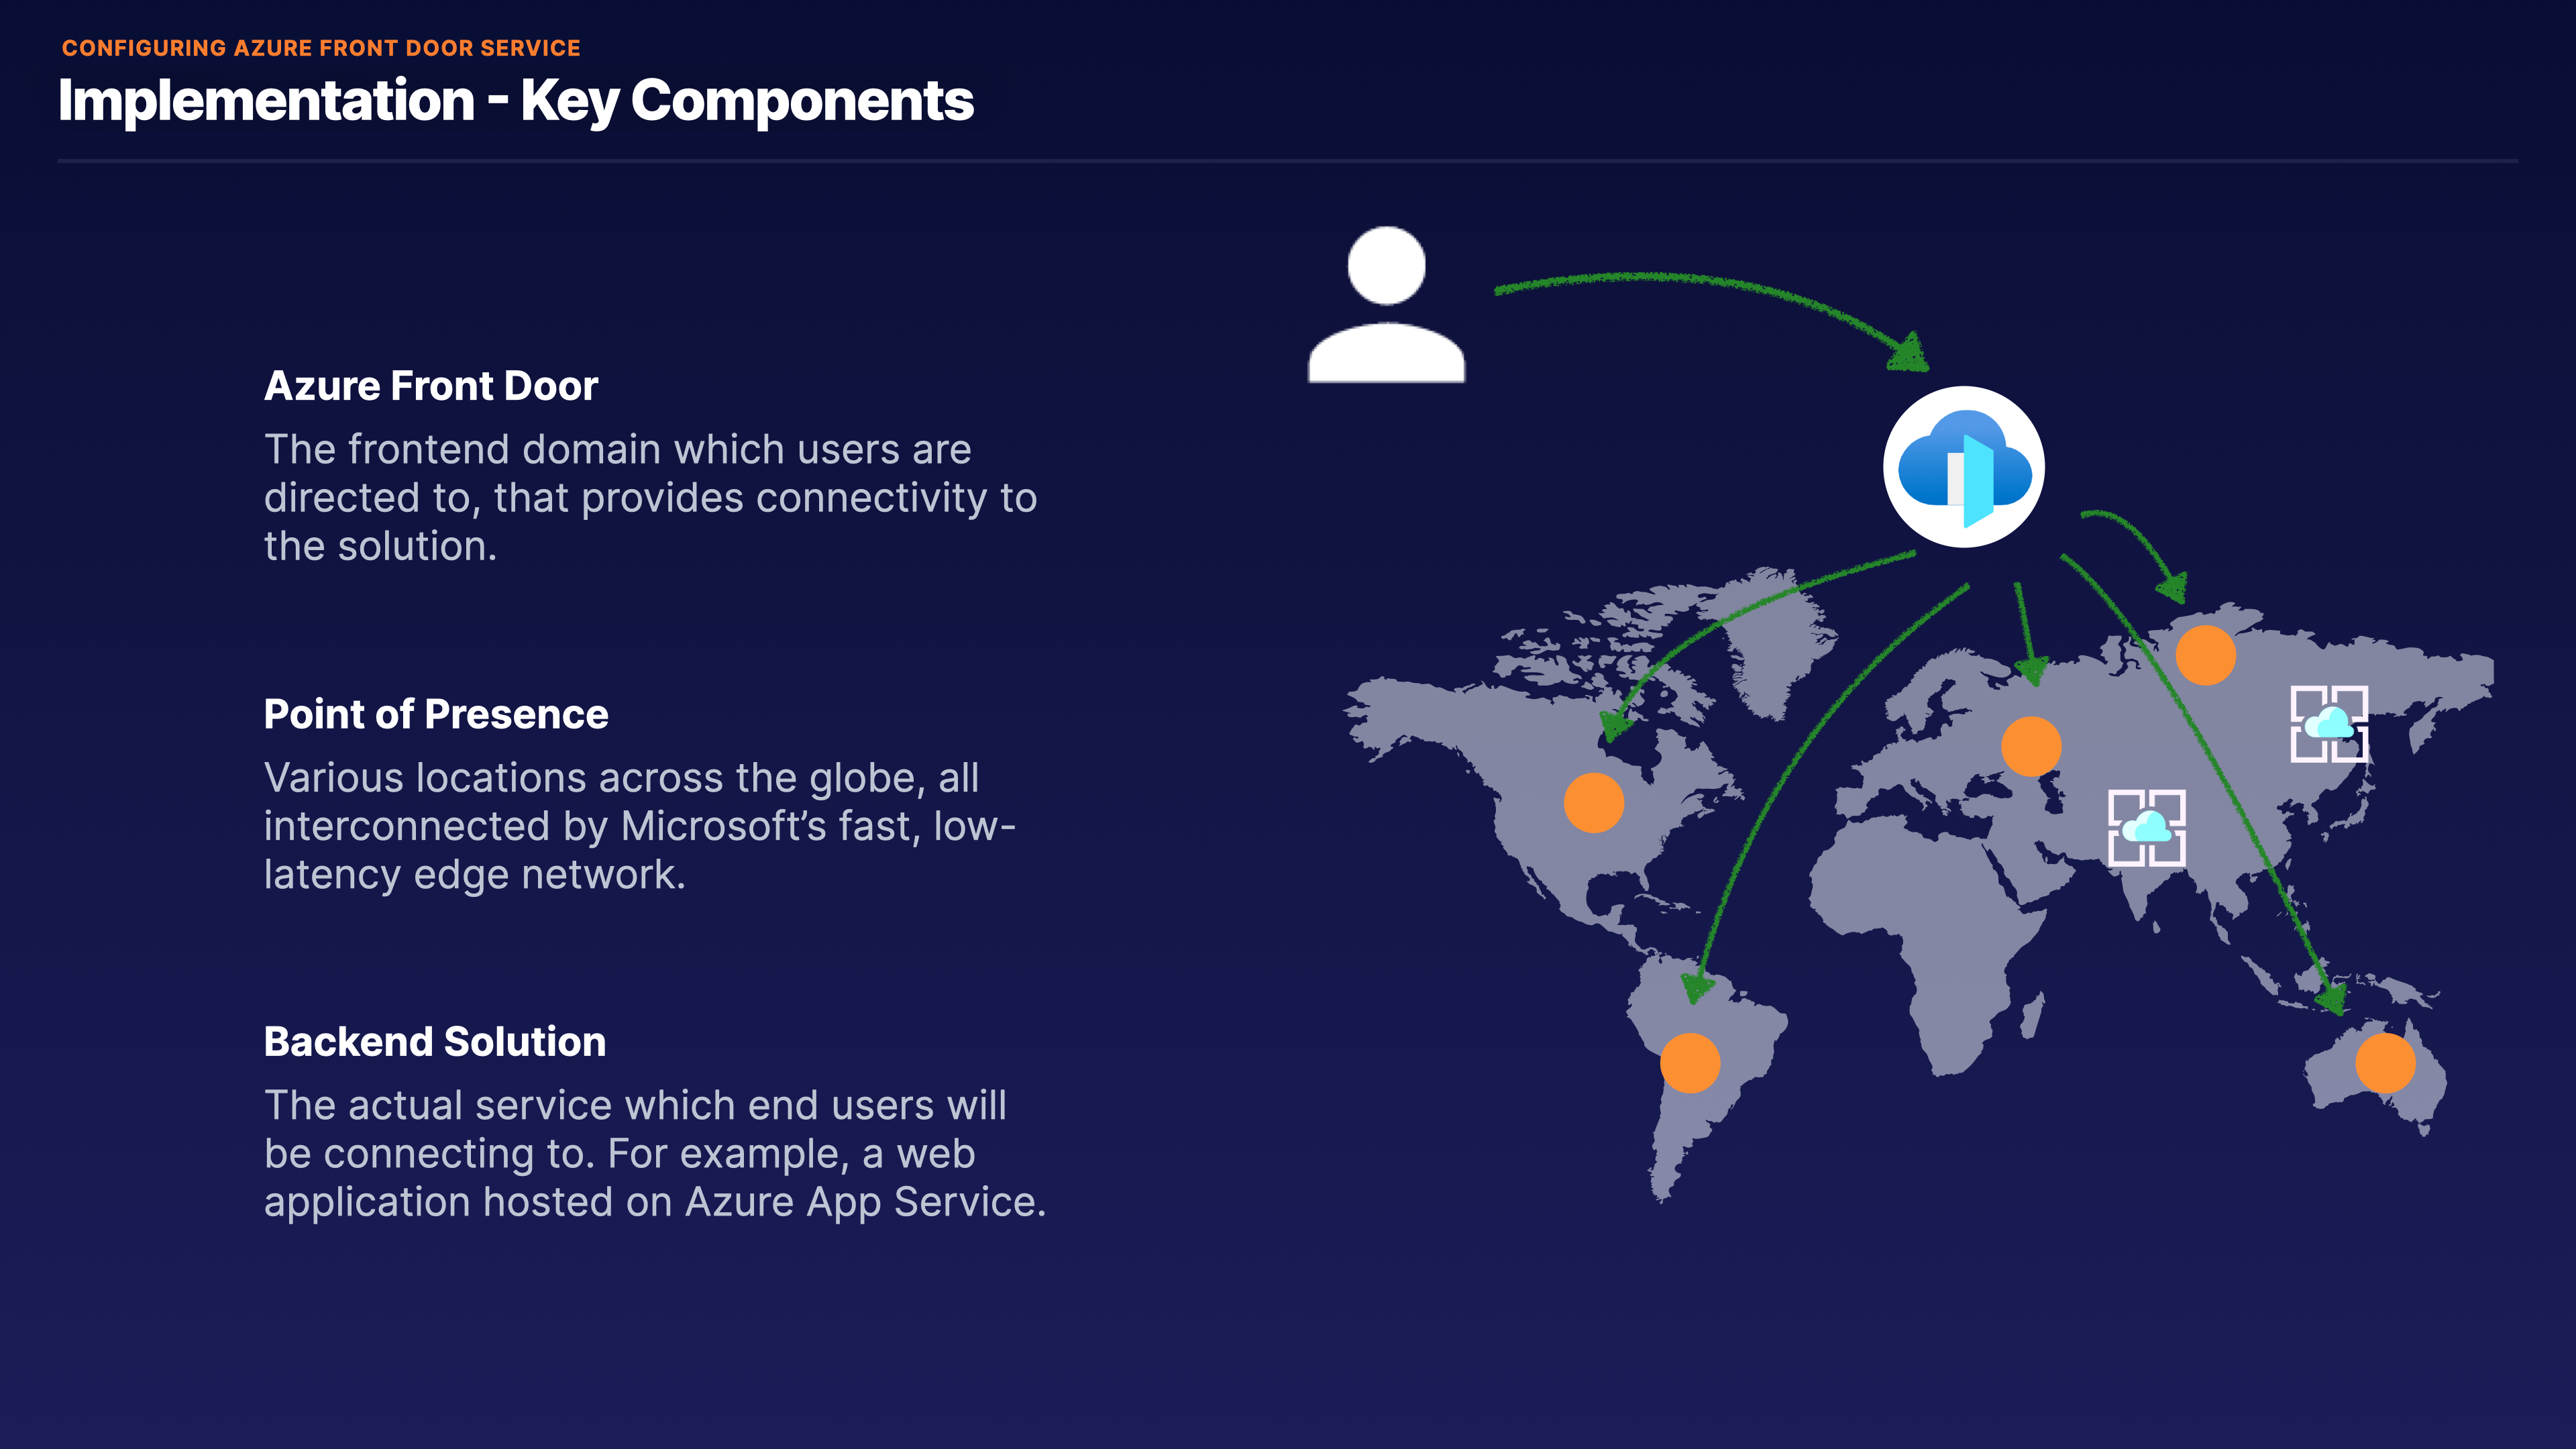 CONFIGURING AZURE FRONT DOOR SERVICE
Implementation - Key Components
Azure Front Door
The frontend domain which users are
directed to, that provides connectivity to
the solution.
Point of Presence
Various locations across the globe, all
interconnected by Microsoft’s fast, low-
latency edge network.
Backend Solution
The actual service which end users will
be connecting to. For example, a web
application hosted on Azure App Service.